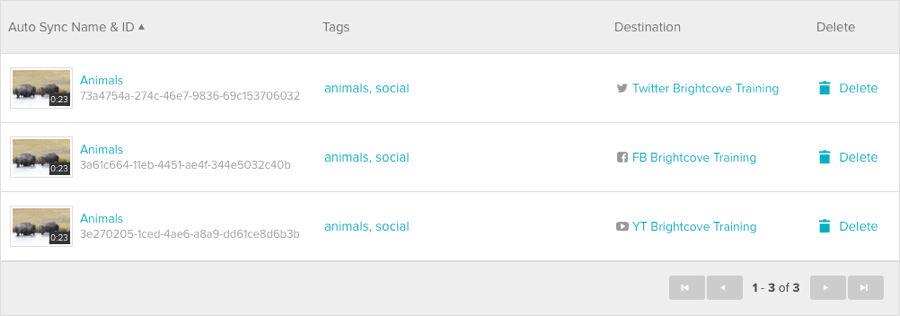 Auto Sync Name & ID Tags Destination Delete
Animals
73a4754a-274c-46e7-9836-69c153706032
0:23
animals, social
Twitter Brightcove Training
Delete
Animals
3a61c664-11eb-4451-ae4f-344e5032c40b
0:23
animals, social
FB Brightcove Training
Delete
Animals
3e270205-1ced-4ae6-a8a9-dd61ce8d6b3b
0:23
animals, social
YT Brightcove Training
Delete
1 - 3 of 3